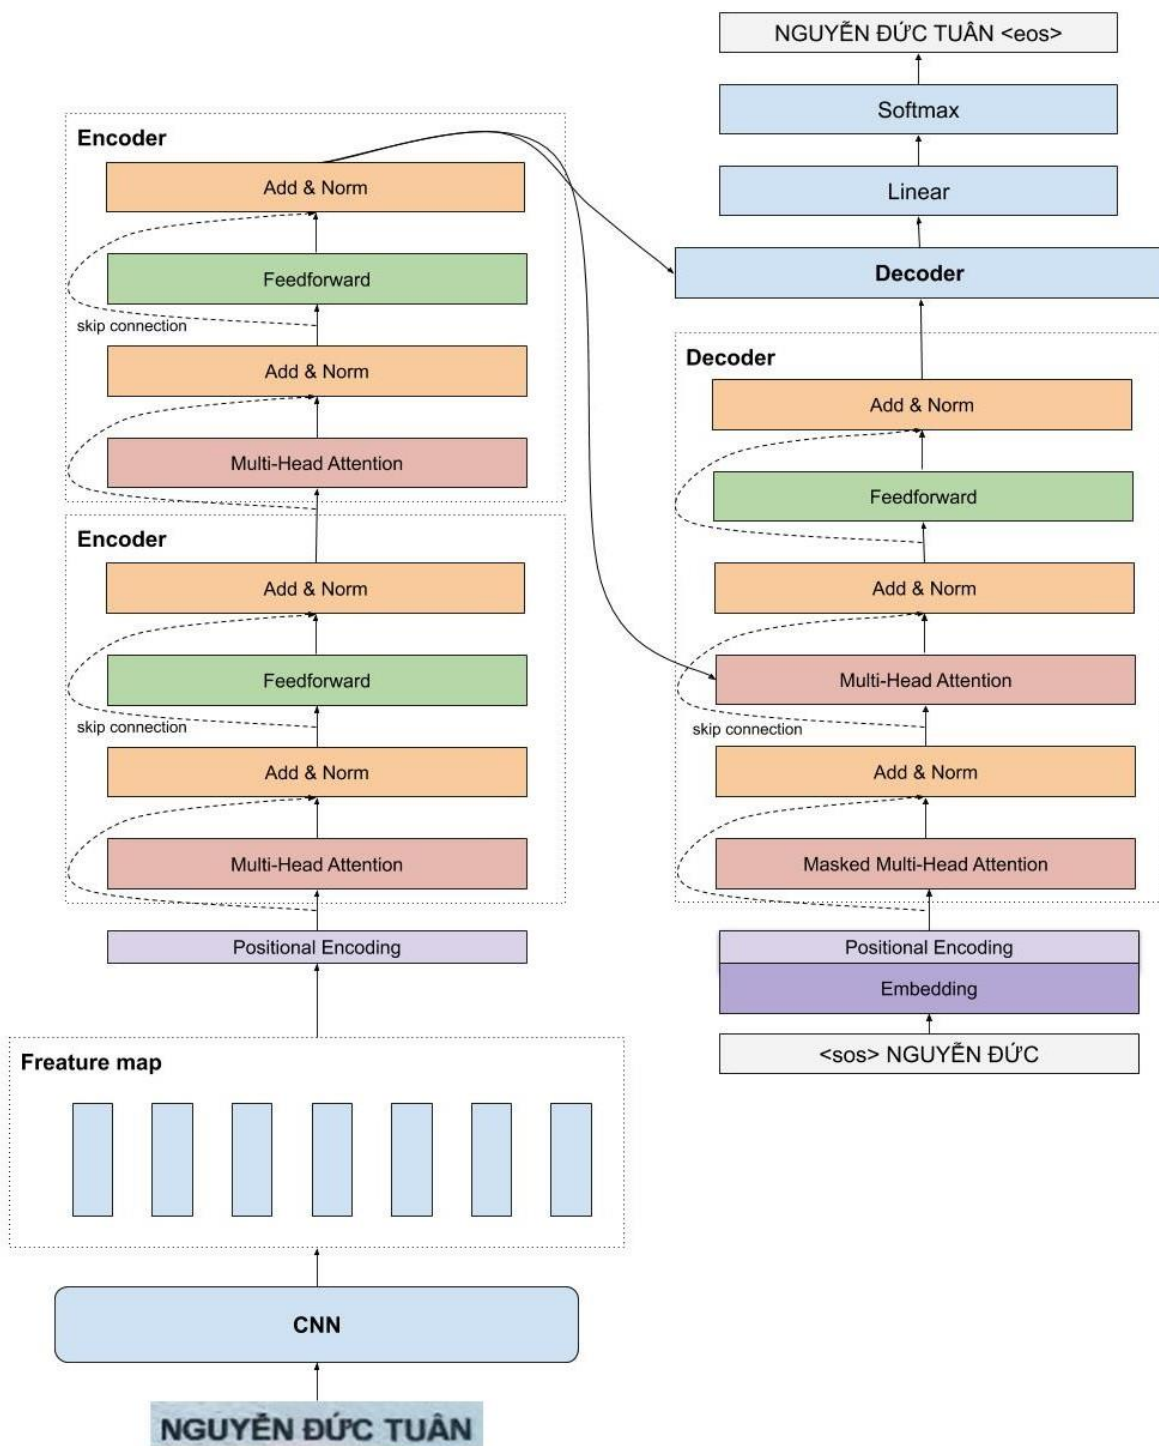 NGUYỄN ĐỨC TUÂN <eos>
Softmax
Linear
Decoder
Encoder
Add & Norm
Feedforward
skip connection
Add & Norm
Multi-Head Attention
Encoder
Add & Norm
Feedforward
skip connection
Add & Norm
Multi-Head Attention
Positional Encoding
Freature map
CNN
NGUYỄN ĐỨC TUÂN
Decoder
Add & Norm
Feedforward
Add & Norm
Multi-Head Attention
skip connection
Add & Norm
Masked Multi-Head Attention
Positional Encoding
Embedding
<sos> NGUYỄN ĐỨC